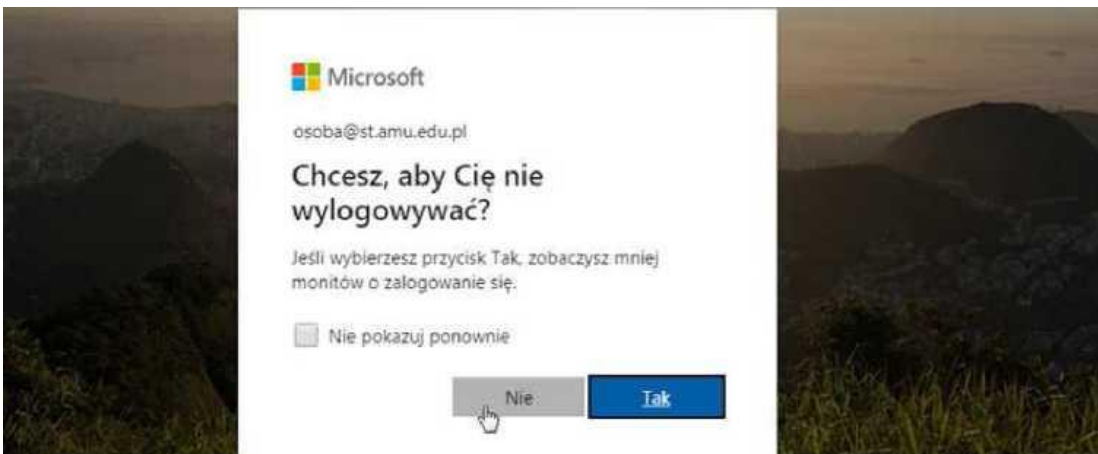 Microsoft
osoba@st.amu.edu.pl
Chcesz, aby Cię nie
wylogowywać?
Jeśli wybierzesz przycisk Tak, zobaczysz mniej
monitów o zalogowanie się.
Nie pokazuj ponownie
Nie Tak